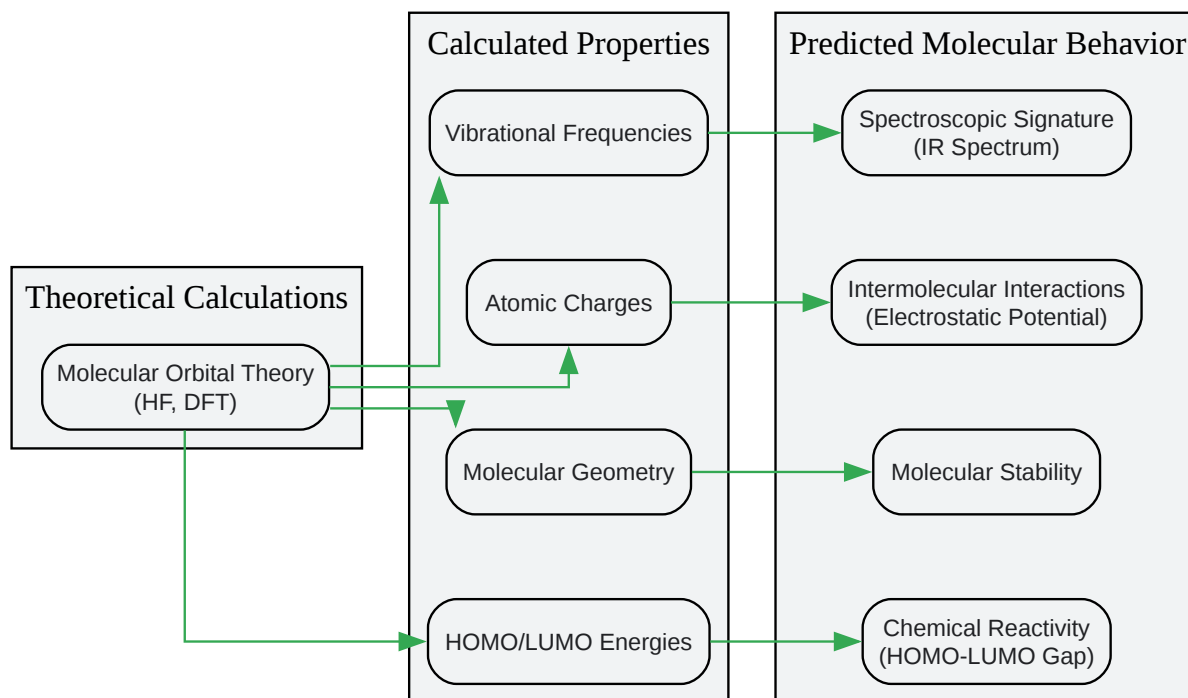 Theoretical Calculations
Molecular Orbital Theory
(HF, DFT)
Calculated Properties
Vibrational Frequencies
Atomic Charges
Molecular Geometry
HOMO/LUMO Energies
Predicted Molecular Behavior
Spectroscopic Signature
(IR Spectrum)
Intermolecular Interactions
(Electrostatic Potential)
Molecular Stability
Chemical Reactivity
(HOMO-LUMO Gap)